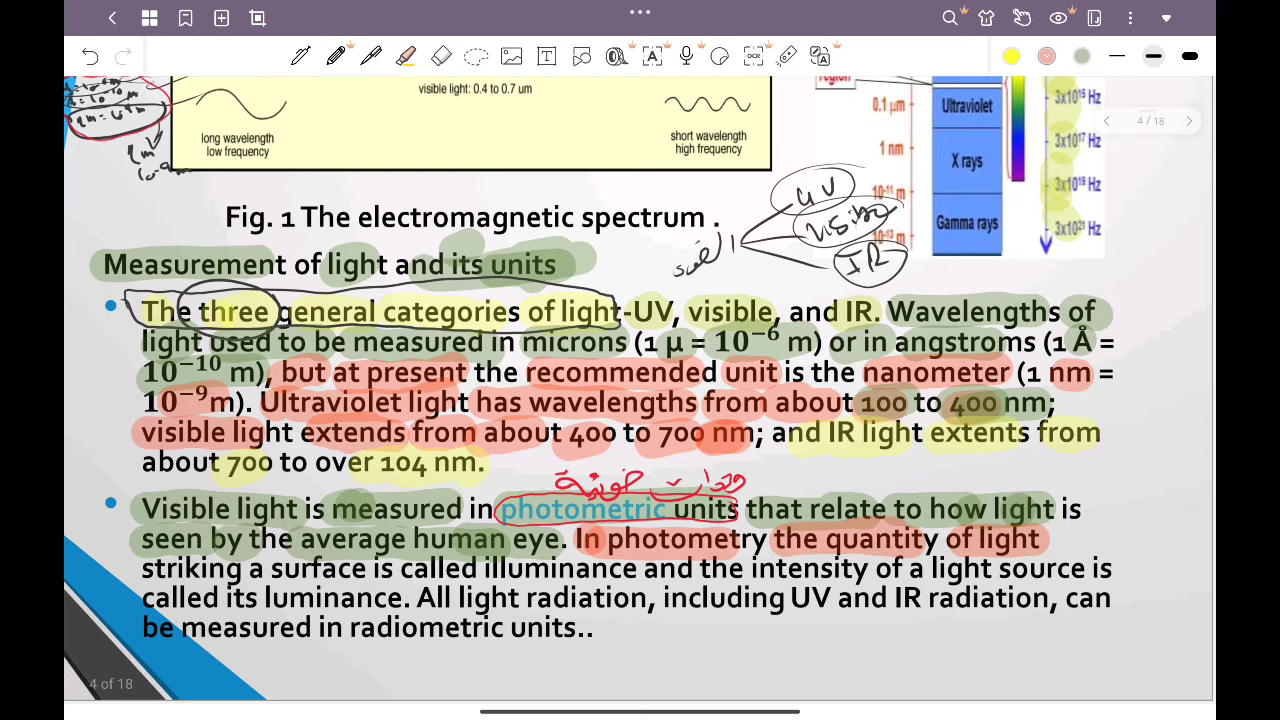 visible light: 0.4 to 0.7 um
long wavelength
low frequency
short wavelength
high frequency
region
0.1 µm
1 nm
10⁻¹¹ m
10⁻¹³ m
Ultraviolet
X rays
Gamma rays
3x10¹⁵ Hz
3x10¹⁷ Hz
3x10¹⁹ Hz
3x10²¹ Hz
4 / 18
UV
visible
IR
Fig. 1 The electromagnetic spectrum .
Measurement of light and its units
• The three general categories of light-UV, visible, and IR. Wavelengths of
light used to be measured in microns (1 µ = 10⁻⁶ m) or in angstroms (1 Å =
10⁻¹⁰ m), but at present the recommended unit is the nanometer (1 nm =
10⁻⁹m). Ultraviolet light has wavelengths from about 100 to 400 nm;
visible light extends from about 400 to 700 nm; and IR light extents from
about 700 to over 104 nm.
وحدات ضوئية
• Visible light is measured in photometric units that relate to how light is
seen by the average human eye. In photometry the quantity of light
striking a surface is called illuminance and the intensity of a light source is
called its luminance. All light radiation, including UV and IR radiation, can
be measured in radiometric units..
4 of 18